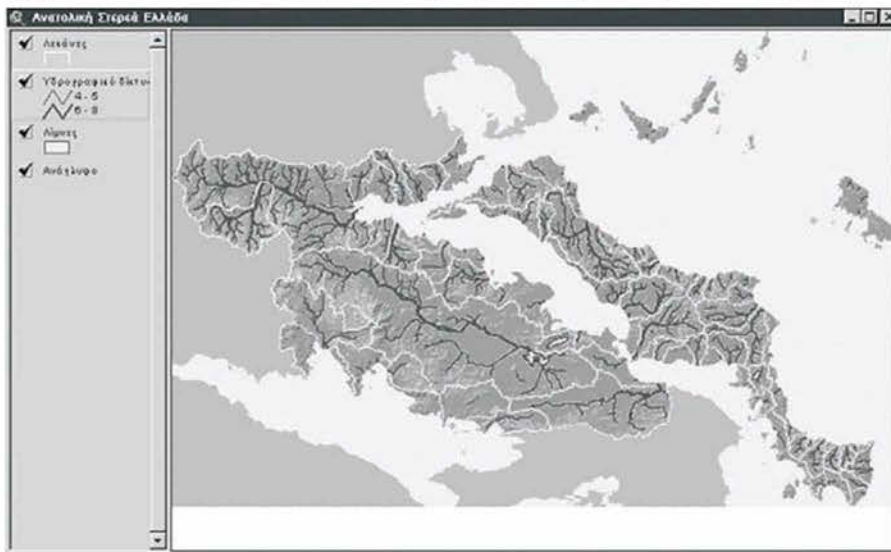 Ανατολική Στερεά Ελλάδα
Λεκάνες
Υδρογραφικό δίκτυ
4 - 5
6 - 8
Λίμνες
Ανάγλυφο